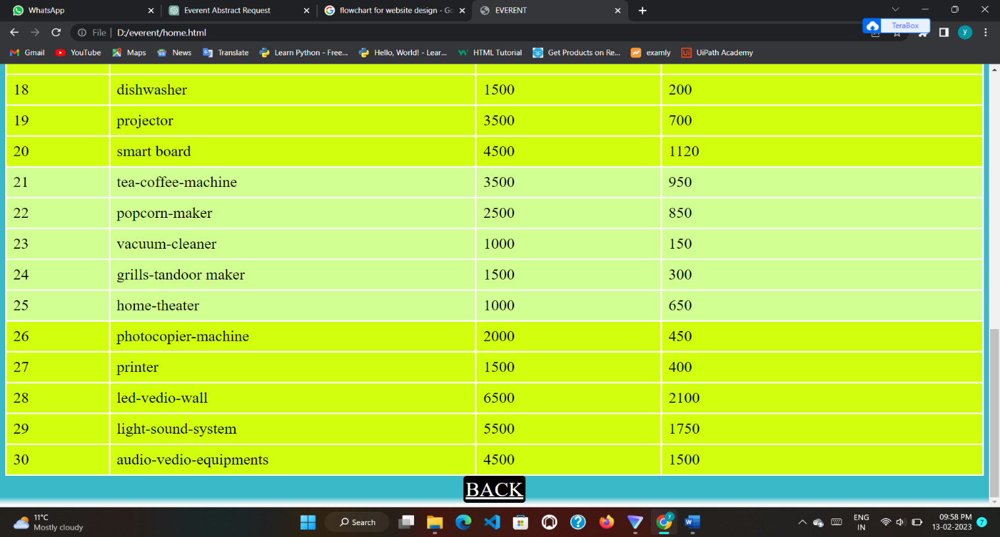 WhatsApp Everent Abstract Request flowchart for website design - Go EVERENT
File D:/everent/home.html TeraBox y
Gmail YouTube Maps News Translate Learn Python - Free... Hello, World! - Lear... HTML Tutorial Get Products on Re... examly UiPath Academy
18 dishwasher 1500 200
19 projector 3500 700
20 smart board 4500 1120
21 tea-coffee-machine 3500 950
22 popcorn-maker 2500 850
23 vacuum-cleaner 1000 150
24 grills-tandoor maker 1500 300
25 home-theater 1000 650
26 photocopier-machine 2000 450
27 printer 1500 400
28 led-vedio-wall 6500 2100
29 light-sound-system 5500 1750
30 audio-vedio-equipments 4500 1500
BACK
11°C ENG 09:58 PM
Mostly cloudy Search IN 13-02-2023 7